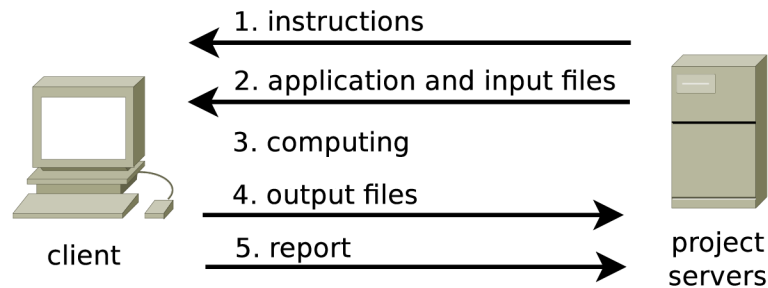 1. instructions
2. application and input files
3. computing
4. output files
5. report
client
project
servers